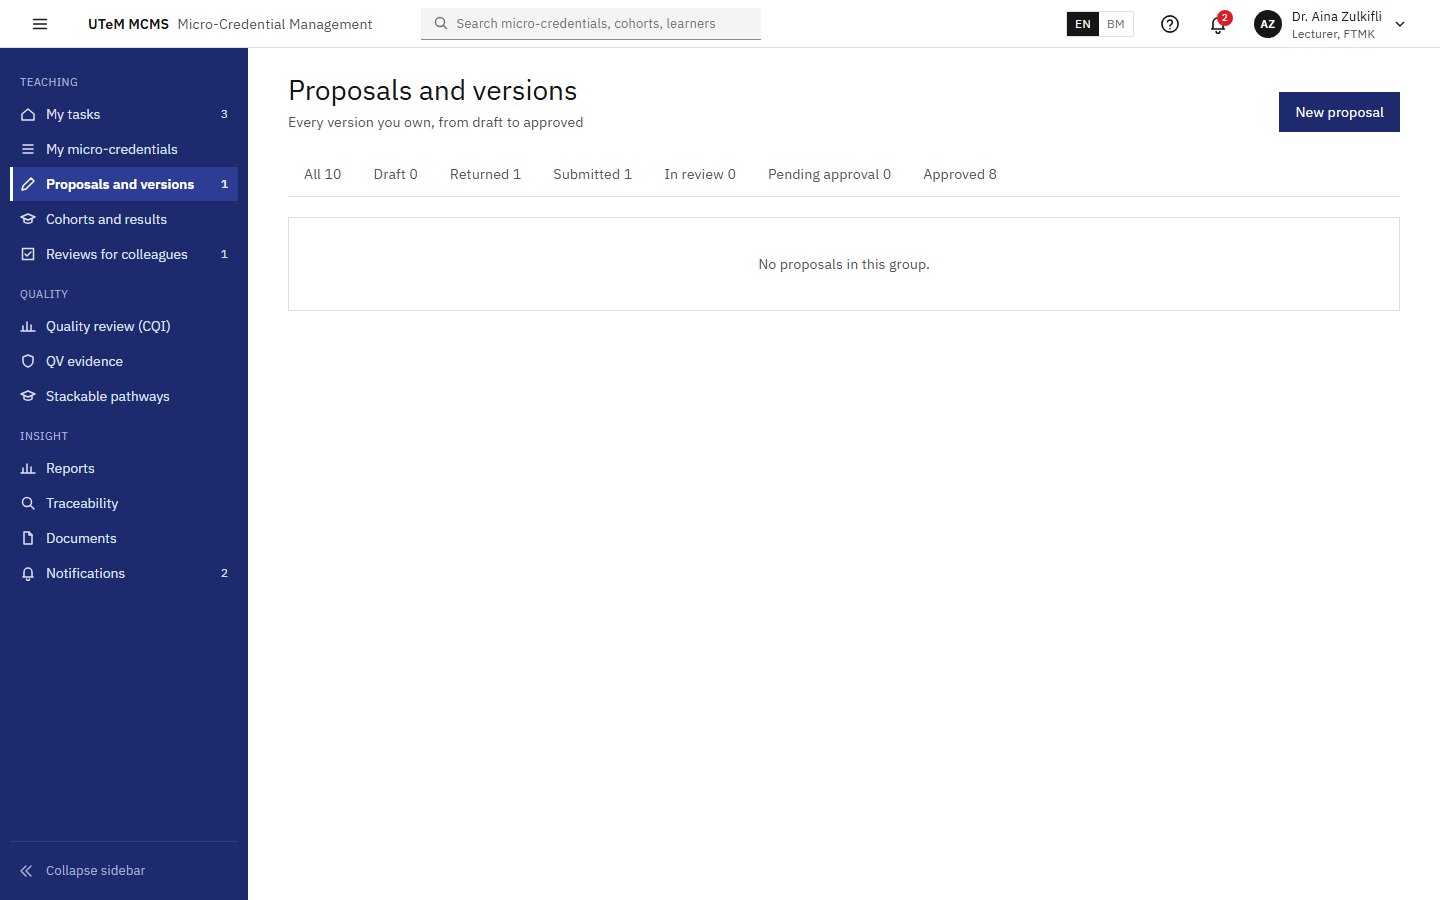 UTeM MCMS Micro-Credential Management
Search micro-credentials, cohorts, learners
EN BM
2
AZ
Dr. Aina Zulkifli
Lecturer, FTMK
TEACHING
My tasks 3
My micro-credentials
Proposals and versions 1
Cohorts and results
Reviews for colleagues 1
QUALITY
Quality review (CQI)
QV evidence
Stackable pathways
INSIGHT
Reports
Traceability
Documents
Notifications 2
Collapse sidebar
Proposals and versions
Every version you own, from draft to approved
New proposal
All 10 Draft 0 Returned 1 Submitted 1 In review 0 Pending approval 0 Approved 8
No proposals in this group.